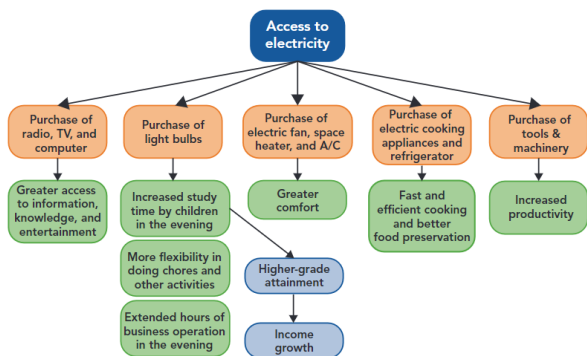 Access to
electricity
Purchase of
radio, TV, and
computer
Purchase of
light bulbs
Purchase of
electric fan, space
heater, and A/C
Purchase of
electric cooking
appliances and
refrigerator
Purchase of
tools &
machinery
Greater access
to information,
knowledge, and
entertainment
Increased study
time by children
in the evening
Greater
comfort
Fast and
efficient cooking
and better
food preservation
Increased
productivity
More flexibility in
doing chores and
other activities
Higher-grade
attainment
Extended hours of
business operation
in the evening
Income
growth